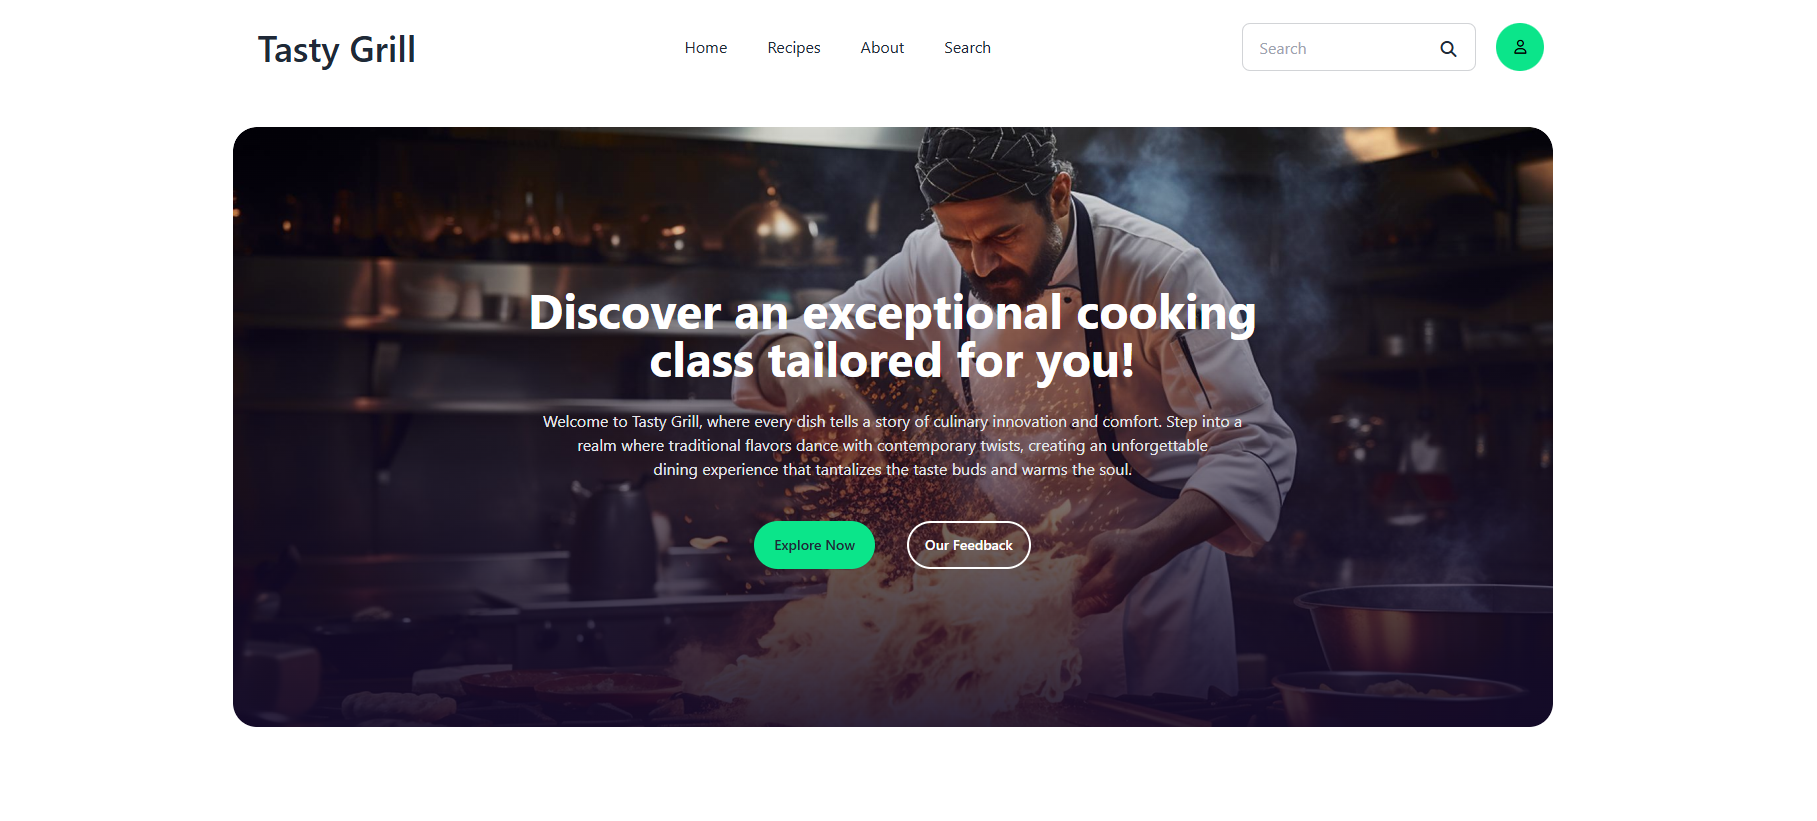 Tasty Grill
Home
Recipes
About
Search
Search
Discover an exceptional cooking
class tailored for you!
Welcome to Tasty Grill, where every dish tells a story of culinary innovation and comfort. Step into a
realm where traditional flavors dance with contemporary twists, creating an unforgettable
dining experience that tantalizes the taste buds and warms the soul.
Explore Now
Our Feedback